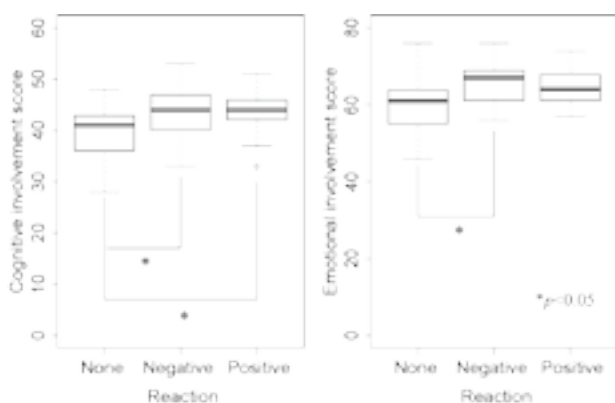 Cognitive involvement score
60
50
40
30
20
10
0
*
*
None Negative Positive
Reaction
Emotional involvement score
80
60
40
20
0
*
*p<0.05
None Negative Positive
Reaction